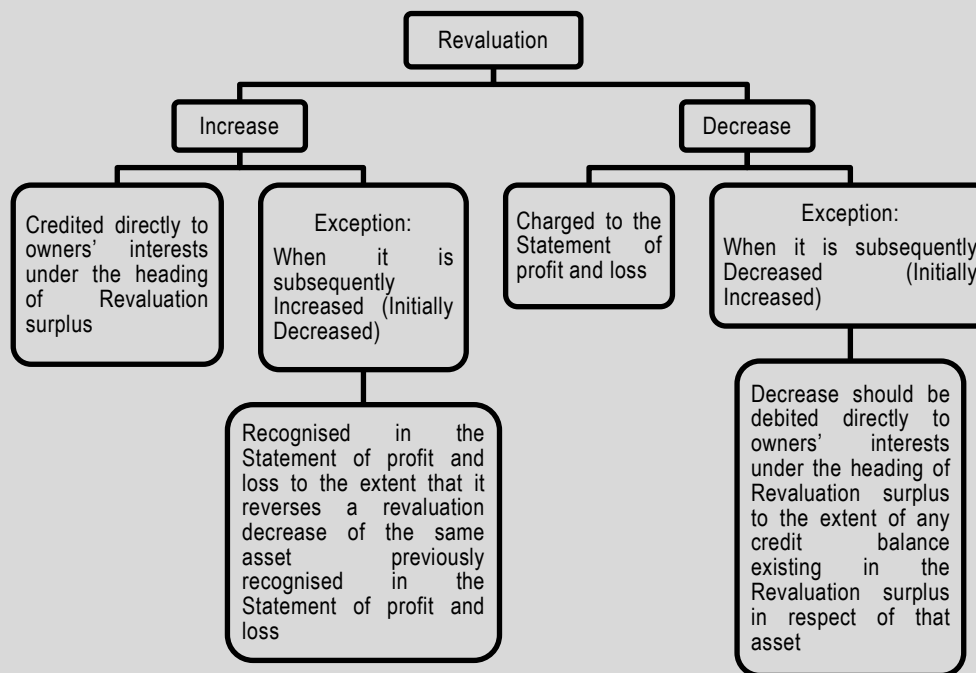 Revaluation
Increase
Decrease
Credited directly to
owners’ interests
under the heading
of Revaluation
surplus
Exception:
When it is
subsequently
Increased (Initially
Decreased)
Charged to the
Statement of
profit and loss
Exception:
When it is subsequently
Decreased (Initially
Increased)
Recognised in the
Statement of profit and
loss to the extent that it
reverses a revaluation
decrease of the same
asset previously
recognised in the
Statement of profit and
loss
Decrease should be
debited directly to
owners’ interests
under the heading of
Revaluation surplus
to the extent of any
credit balance
existing in the
Revaluation surplus
in respect of that
asset